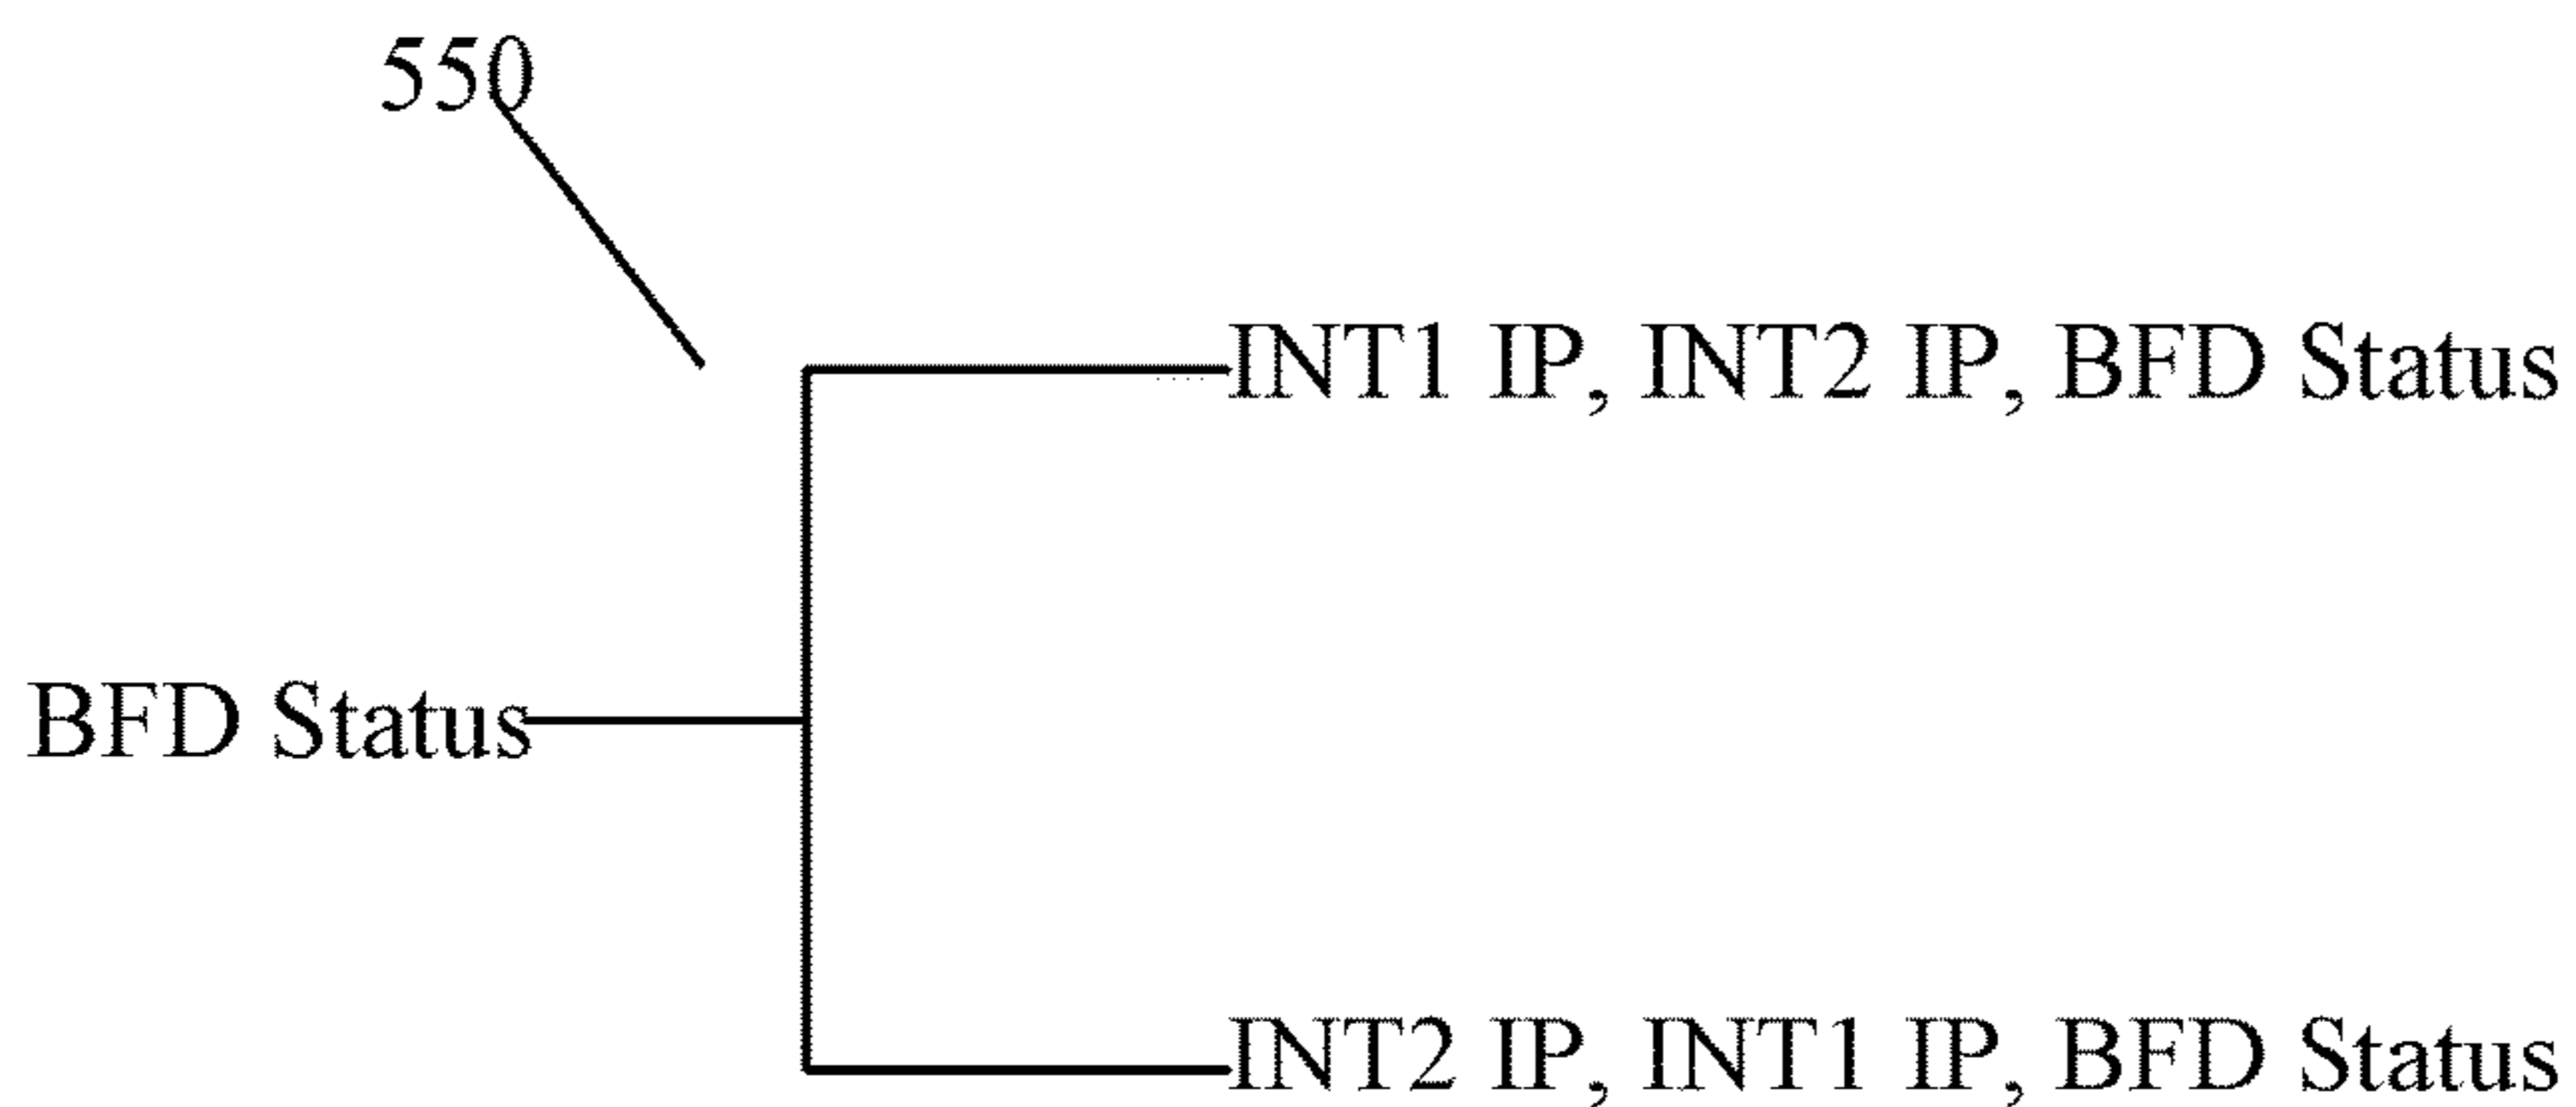 550
INT1 IP, INT2 IP, BFD Status
BFD Status
INT2 IP, INT1 IP, BFD Status